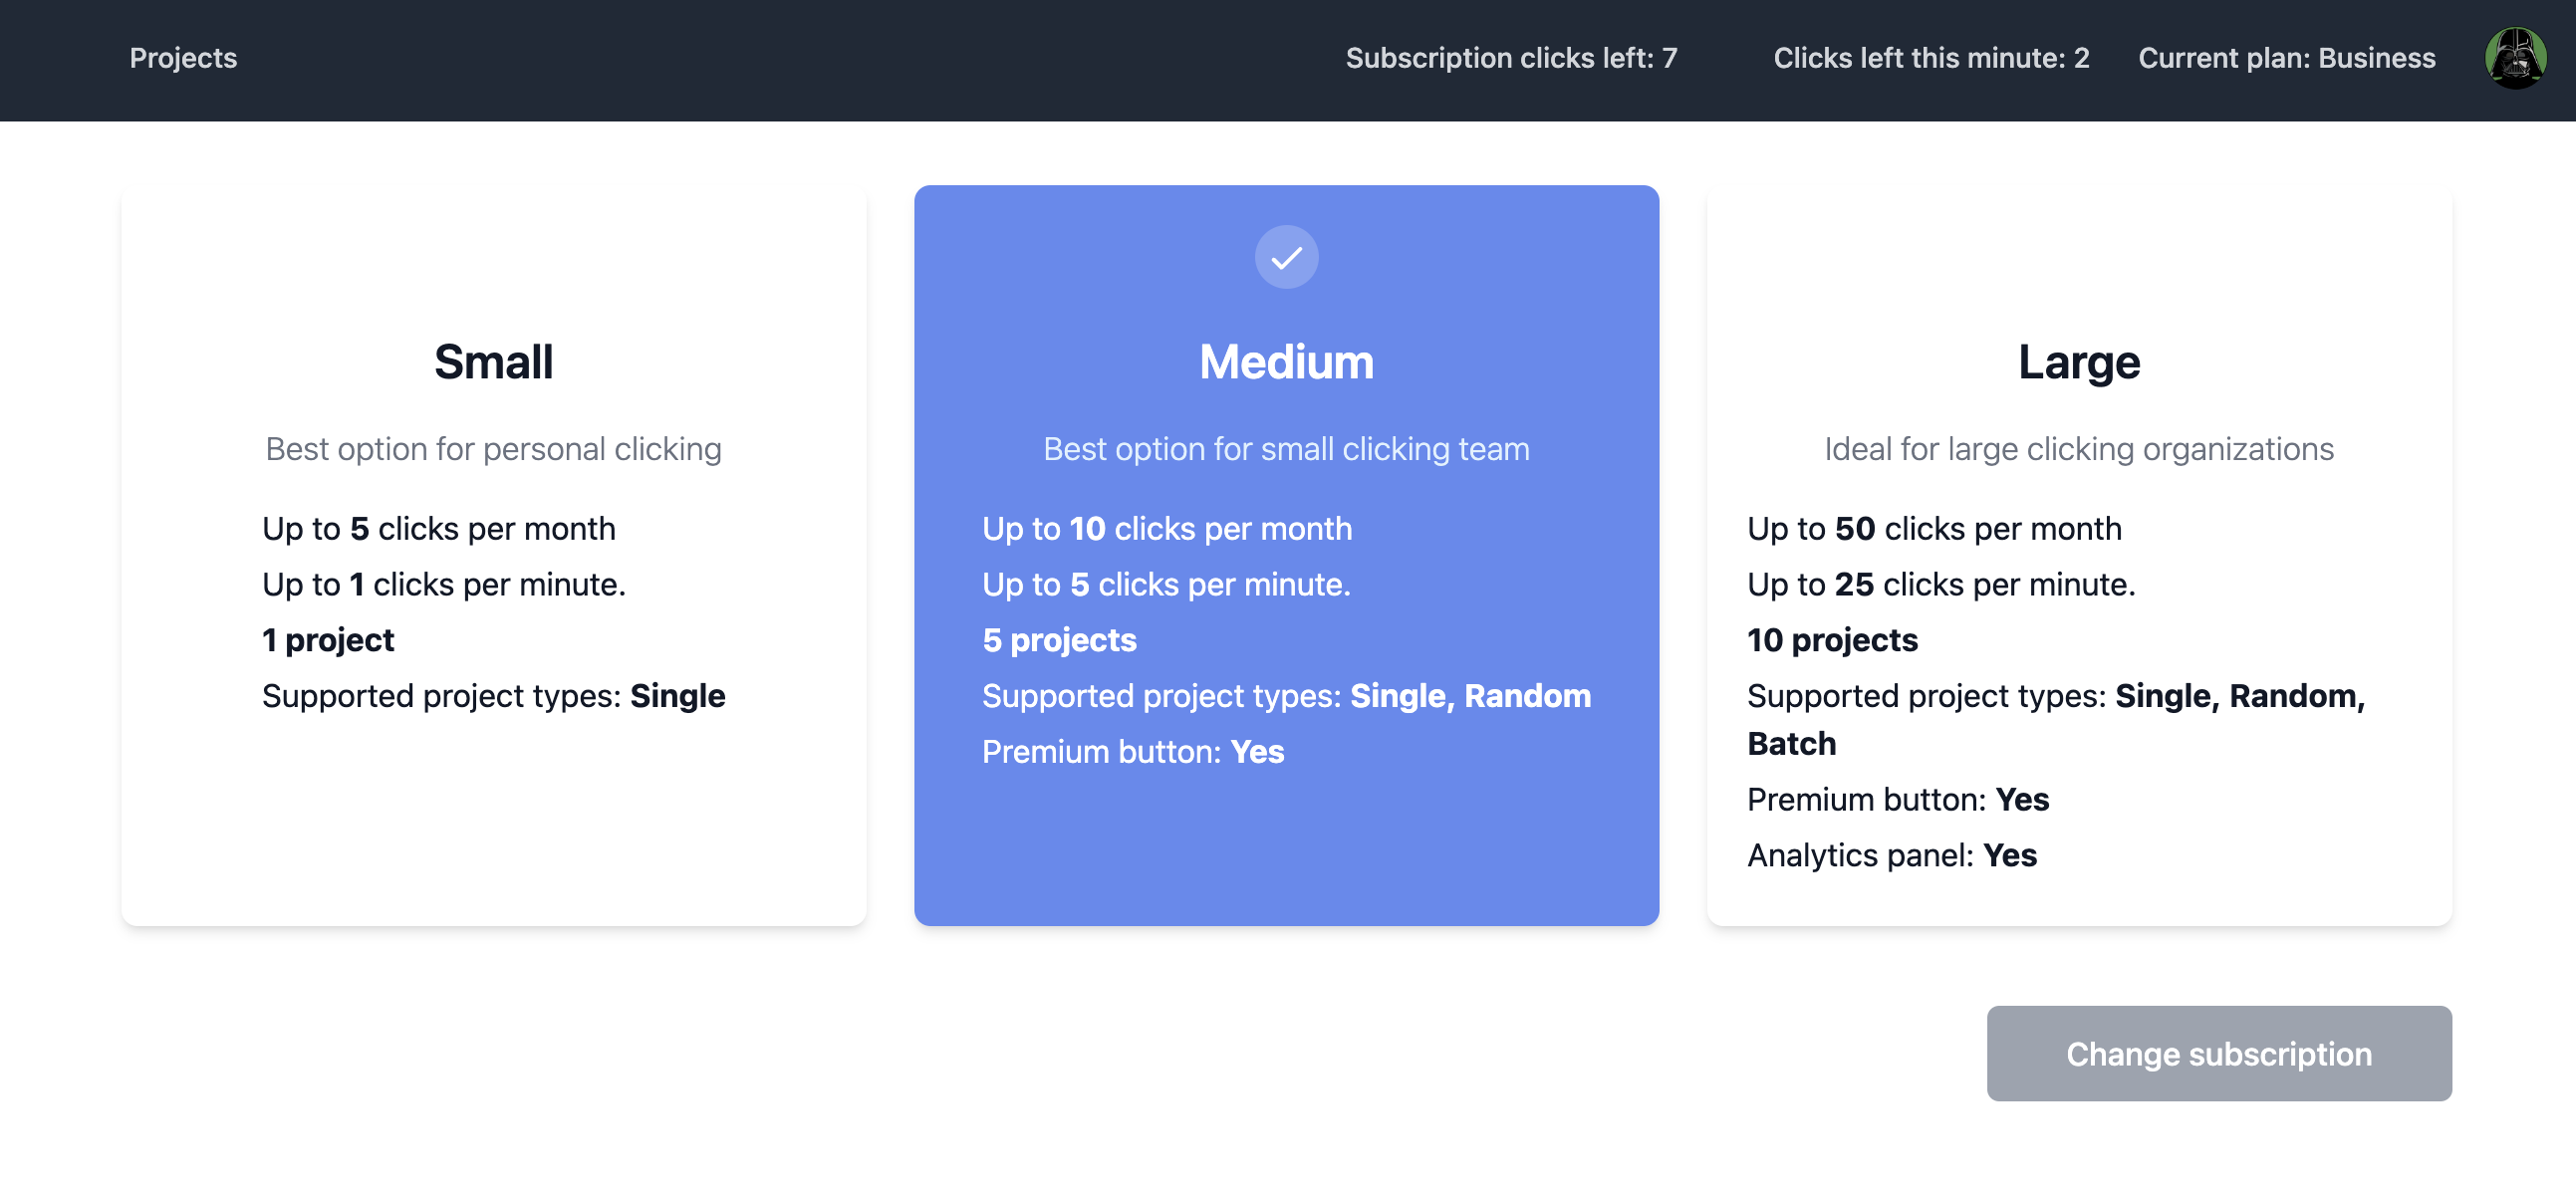 Projects
Subscription clicks left: 7
Clicks left this minute: 2
Current plan: Business
Small
Best option for personal clicking
Up to 5 clicks per month
Up to 1 clicks per minute.
1 project
Supported project types: Single
Medium
Best option for small clicking team
Up to 10 clicks per month
Up to 5 clicks per minute.
5 projects
Supported project types: Single, Random
Premium button: Yes
Large
Ideal for large clicking organizations
Up to 50 clicks per month
Up to 25 clicks per minute.
10 projects
Supported project types: Single, Random,
Batch
Premium button: Yes
Analytics panel: Yes
Change subscription